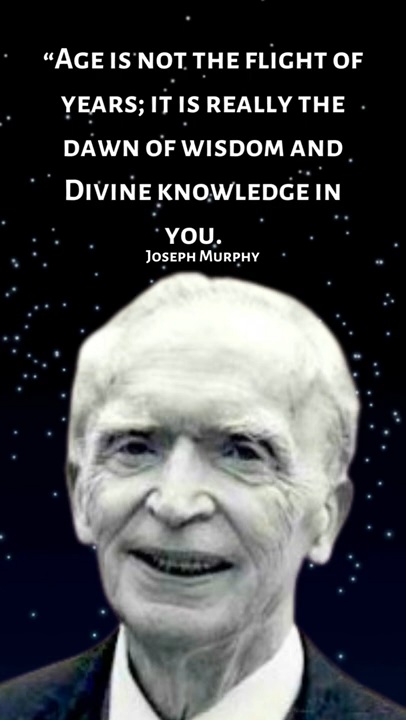 “Age is not the flight of
years; it is really the
dawn of wisdom and
Divine knowledge in
you.
Joseph Murphy